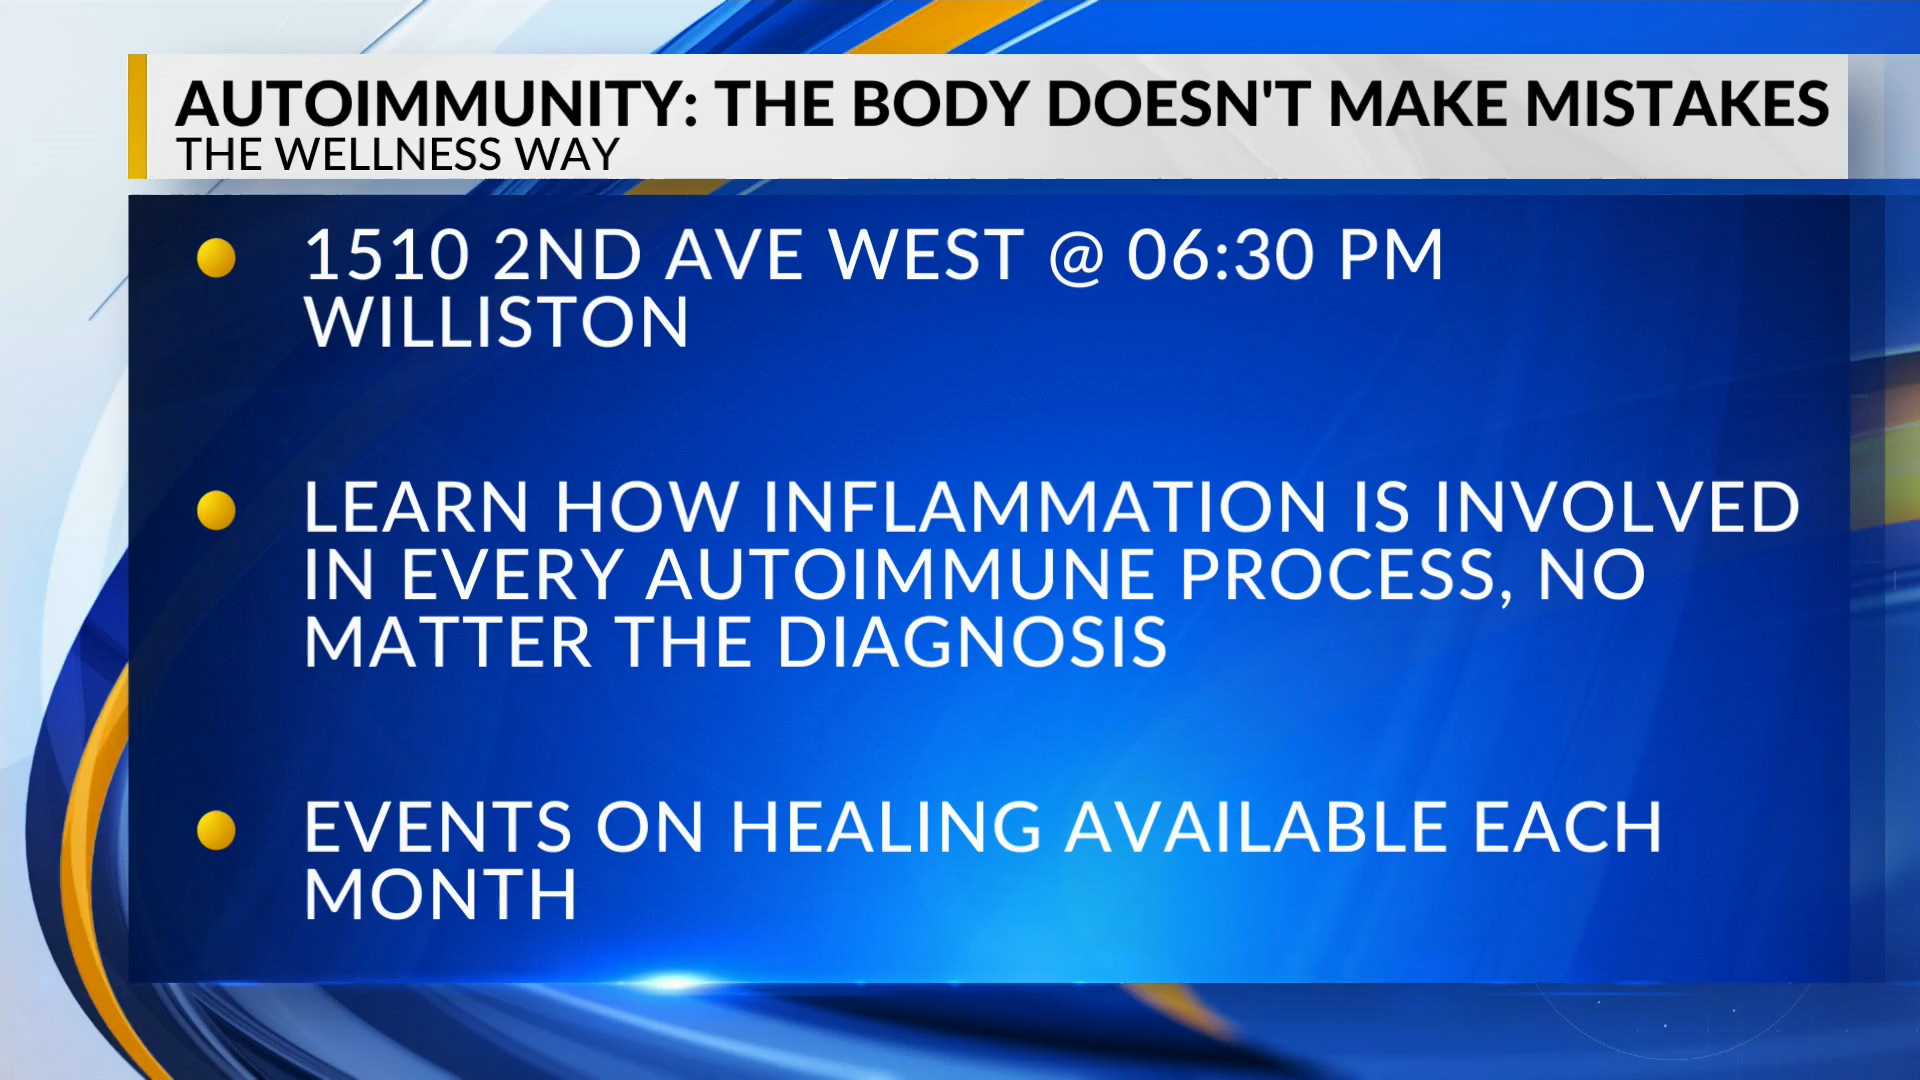 AUTOIMMUNITY: THE BODY DOESN'T MAKE MISTAKES
THE WELLNESS WAY
1510 2ND AVE WEST @ 06:30 PM
WILLISTON
LEARN HOW INFLAMMATION IS INVOLVED
IN EVERY AUTOIMMUNE PROCESS, NO
MATTER THE DIAGNOSIS
EVENTS ON HEALING AVAILABLE EACH
MONTH